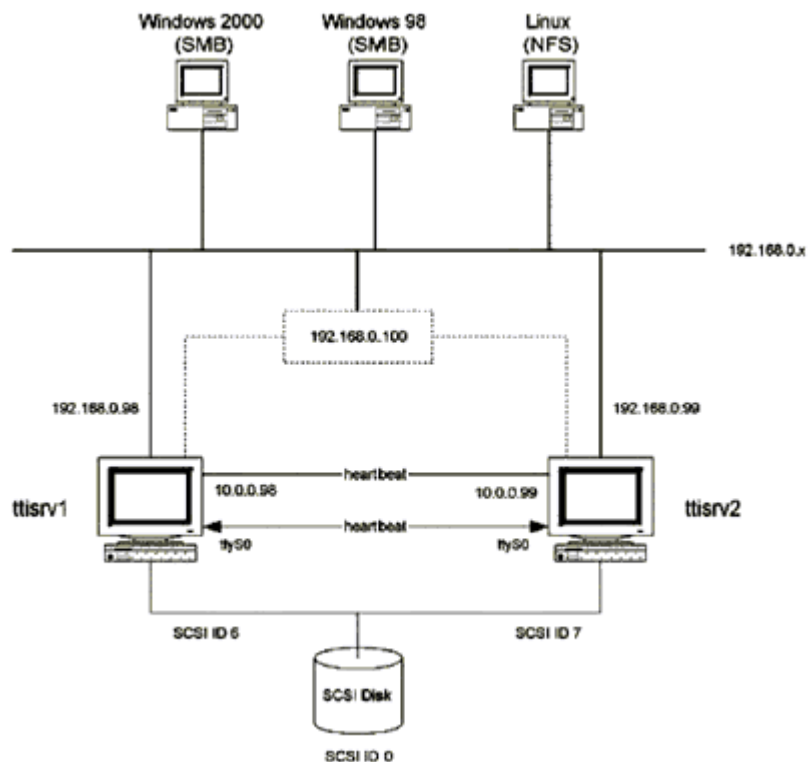 Windows 2000
(SMB)
Windows 98
(SMB)
Linux
(NFS)
192.168.0.x
192.168.0.100
192.168.0.98
192.168.0.99
heartbeat
10.0.0.98
10.0.0.99
ttisrv1
ttisrv2
heartbeat
ttyS0
ttyS0
SCSI ID 6
SCSI ID 7
SCSI Disk
SCSI ID 0